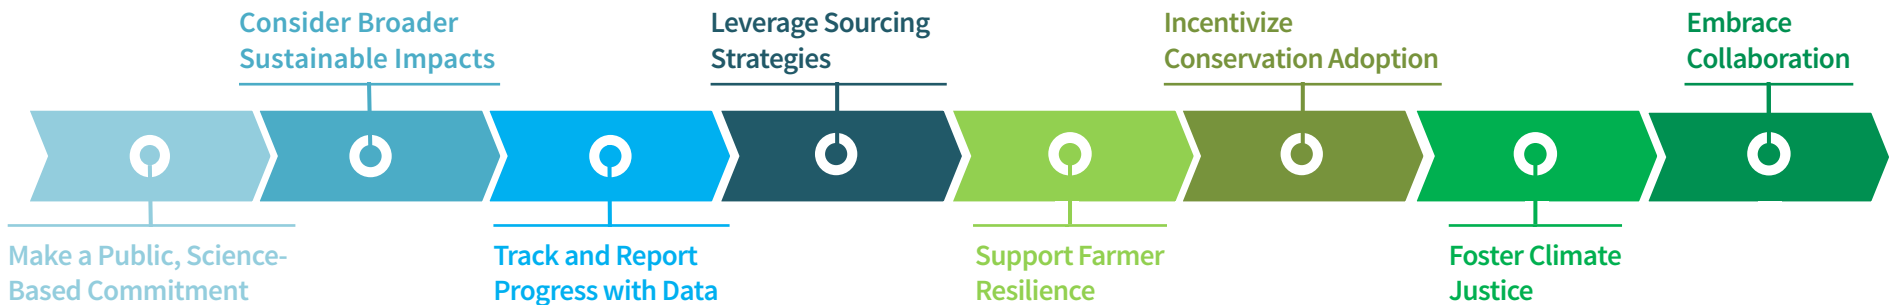 Make a Public, Science-
Based Commitment
Consider Broader
Sustainable Impacts
Track and Report
Progress with Data
Leverage Sourcing
Strategies
Support Farmer
Resilience
Incentivize
Conservation Adoption
Foster Climate
Justice
Embrace
Collaboration